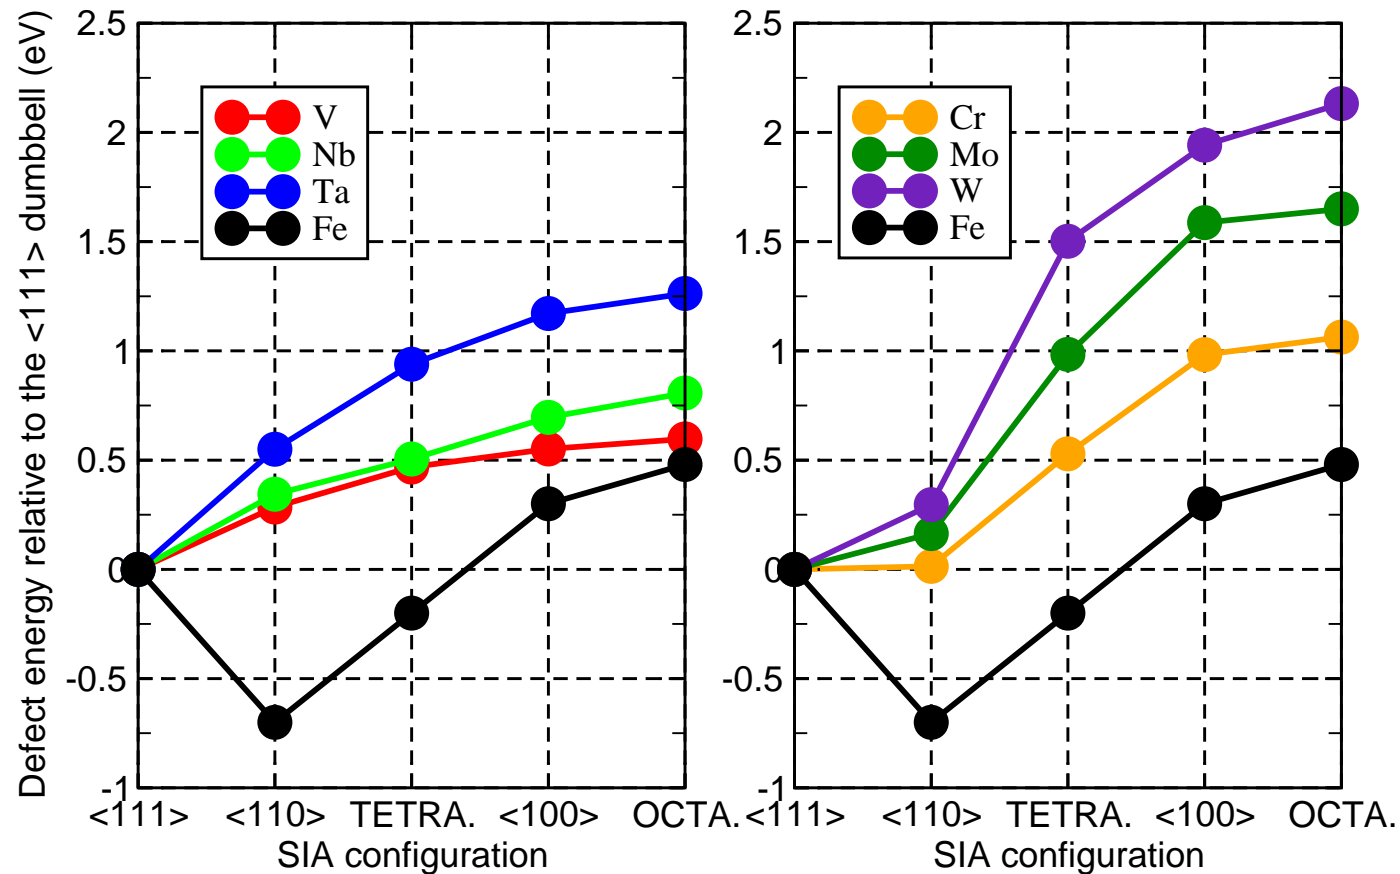 Defect energy relative to the <111> dumbbell (eV)
2.5
2
1.5
1
0.5
0
-0.5
-1
V
Nb
Ta
Fe
<111> <110> TETRA. <100> OCTA.
SIA configuration
2.5
2
1.5
1
0.5
0
-0.5
-1
Cr
Mo
W
Fe
<111> <110> TETRA. <100> OCTA.
SIA configuration